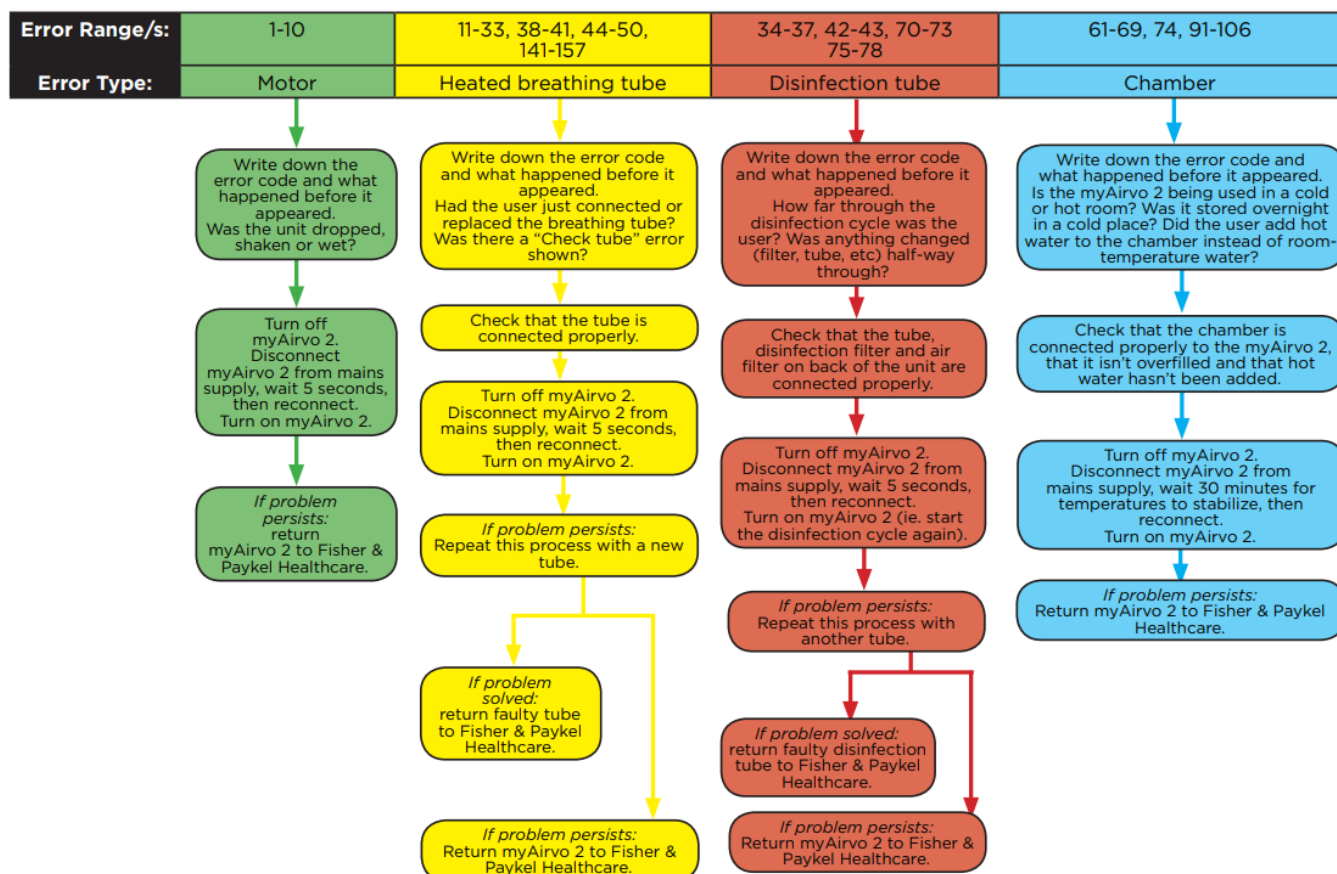 Error Range/s:
1-10
11-33, 38-41, 44-50,
141-157
34-37, 42-43, 70-73
75-78
61-69, 74, 91-106
Error Type:
Motor
Heated breathing tube
Disinfection tube
Chamber
Write down the
error code and what
happened before it
appeared.
Was the unit dropped,
shaken or wet?
Turn off
myAirvo 2.
Disconnect
myAirvo 2 from mains
supply, wait 5 seconds,
then reconnect.
Turn on myAirvo 2.
If problem
persists:
return
myAirvo 2 to Fisher &
Paykel Healthcare.
Write down the error code
and what happened before it
appeared.
Had the user just connected or
replaced the breathing tube?
Was there a “Check tube” error
shown?
Check that the tube is
connected properly.
Turn off myAirvo 2.
Disconnect myAirvo 2 from
mains supply, wait 5 seconds,
then reconnect.
Turn on myAirvo 2.
If problem persists:
Repeat this process with a new
tube.
If problem
solved:
return faulty tube
to Fisher & Paykel
Healthcare.
If problem persists:
Return myAirvo 2 to Fisher &
Paykel Healthcare.
Write down the error code
and what happened before it
appeared.
How far through the
disinfection cycle was the
user? Was anything changed
(filter, tube, etc) half-way
through?
Check that the tube,
disinfection filter and air
filter on back of the unit are
connected properly.
Turn off myAirvo 2.
Disconnect myAirvo 2 from
mains supply, wait 5 seconds,
then reconnect.
Turn on myAirvo 2 (ie. start
the disinfection cycle again).
If problem persists:
Repeat this process with
another tube.
If problem solved:
return faulty disinfection
tube to Fisher & Paykel
Healthcare.
If problem persists:
Return myAirvo 2 to Fisher &
Paykel Healthcare.
Write down the error code and
what happened before it appeared.
Is the myAirvo 2 being used in a cold
or hot room? Was it stored overnight
in a cold place? Did the user add hot
water to the chamber instead of room-
temperature water?
Check that the chamber is
connected properly to the myAirvo 2,
that it isn’t overfilled and that hot
water hasn’t been added.
Turn off myAirvo 2.
Disconnect myAirvo 2 from
mains supply, wait 30 minutes for
temperatures to stabilize, then
reconnect.
Turn on myAirvo 2.
If problem persists:
Return myAirvo 2 to Fisher & Paykel
Healthcare.